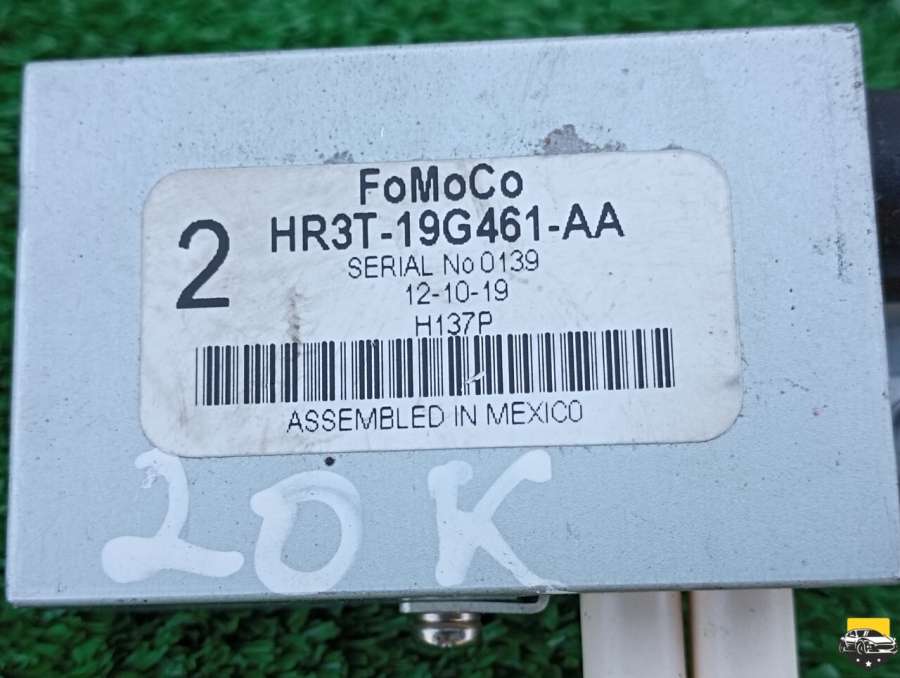 FoMoCo
2 HR3T-19G461-AA
SERIAL No 0139
12-10-19
H137P
ASSEMBLED IN MEXICO
20K